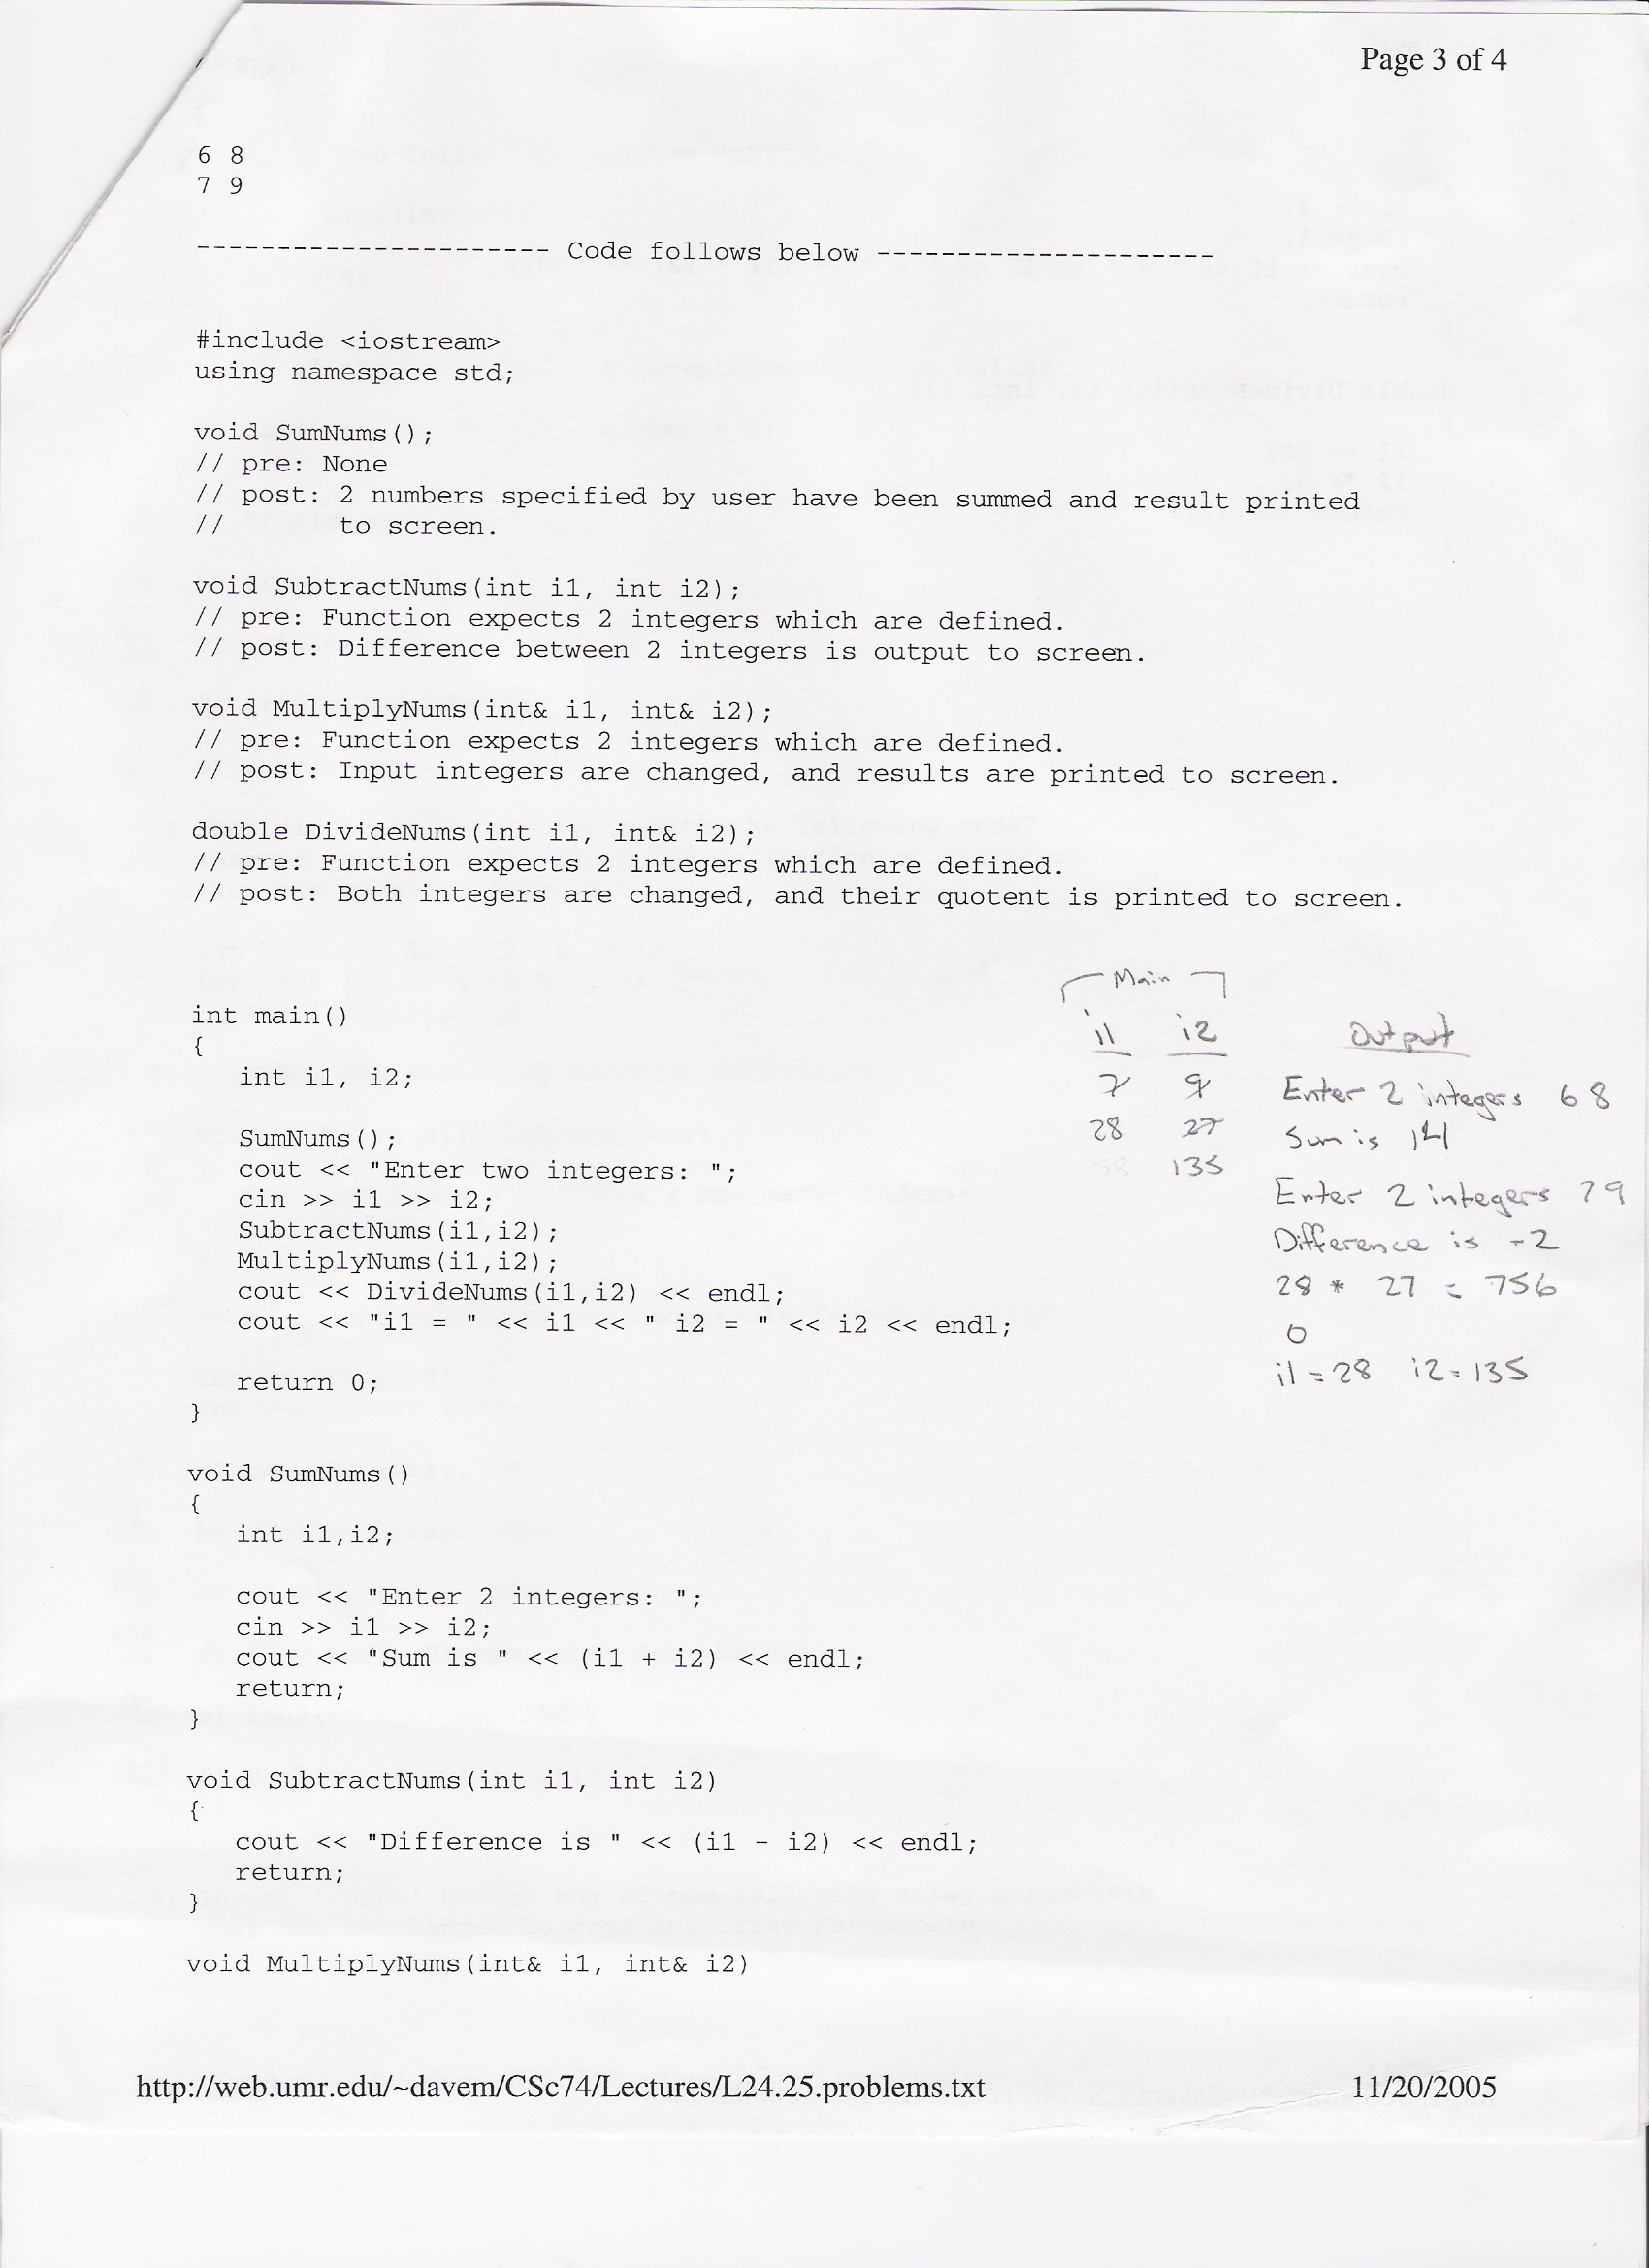 Page 3 of 4
6 8
7 9
---------------------- Code follows below ---------------------
#include <iostream>
using namespace std;
void SumNums();
// pre: None
// post: 2 numbers specified by user have been summed and result printed
//       to screen.
void SubtractNums(int i1, int i2);
// pre: Function expects 2 integers which are defined.
// post: Difference between 2 integers is output to screen.
void MultiplyNums(int& i1, int& i2);
// pre: Function expects 2 integers which are defined.
// post: Input integers are changed, and results are printed to screen.
double DivideNums(int i1, int& i2);
// pre: Function expects 2 integers which are defined.
// post: Both integers are changed, and their quotent is printed to screen.
int main()
{
   int i1, i2;
   SumNums();
   cout << "Enter two integers: ";
   cin >> i1 >> i2;
   SubtractNums(i1,i2);
   MultiplyNums(i1,i2);
   cout << DivideNums(i1,i2) << endl;
   cout << "i1 = " << i1 << " i2 = " << i2 << endl;
   return 0;
}
Main
i1 i2
7 9
28 27
135
Output
Enter 2 integers 6 8
Sum is 14
Enter 2 integers 7 9
Difference is -2
28 * 27 = 756
0
i1 = 28 i2 = 135
void SumNums()
{
   int i1,i2;
   cout << "Enter 2 integers: ";
   cin >> i1 >> i2;
   cout << "Sum is " << (i1 + i2) << endl;
   return;
}
void SubtractNums(int i1, int i2)
{
   cout << "Difference is " << (i1 - i2) << endl;
   return;
}
void MultiplyNums(int& i1, int& i2)
http://web.umr.edu/~davem/CSc74/Lectures/L24.25.problems.txt 11/20/2005